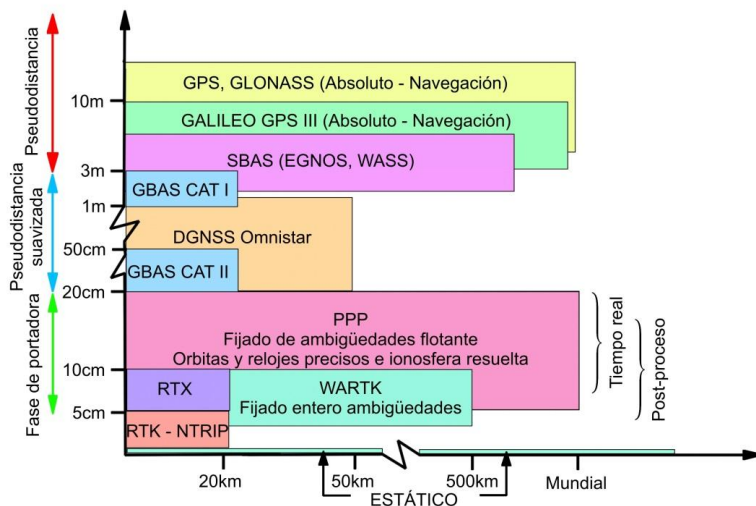 Pseudodistancia
Pseudodistancia
suavizada
Fase de portadora
10m
3m
1m
50cm
20cm
10cm
5cm
GPS, GLONASS (Absoluto - Navegación)
GALILEO GPS III (Absoluto - Navegación)
SBAS (EGNOS, WASS)
GBAS CAT I
DGNSS Omnistar
GBAS CAT II
PPP
Fijado de ambigüedades flotante
Orbitas y relojes precisos e ionosfera resuelta
RTX
WARTK
Fijado entero ambigüedades
RTK - NTRIP
Tiempo real
Post-proceso
20km
50km
500km
Mundial
ESTÁTICO